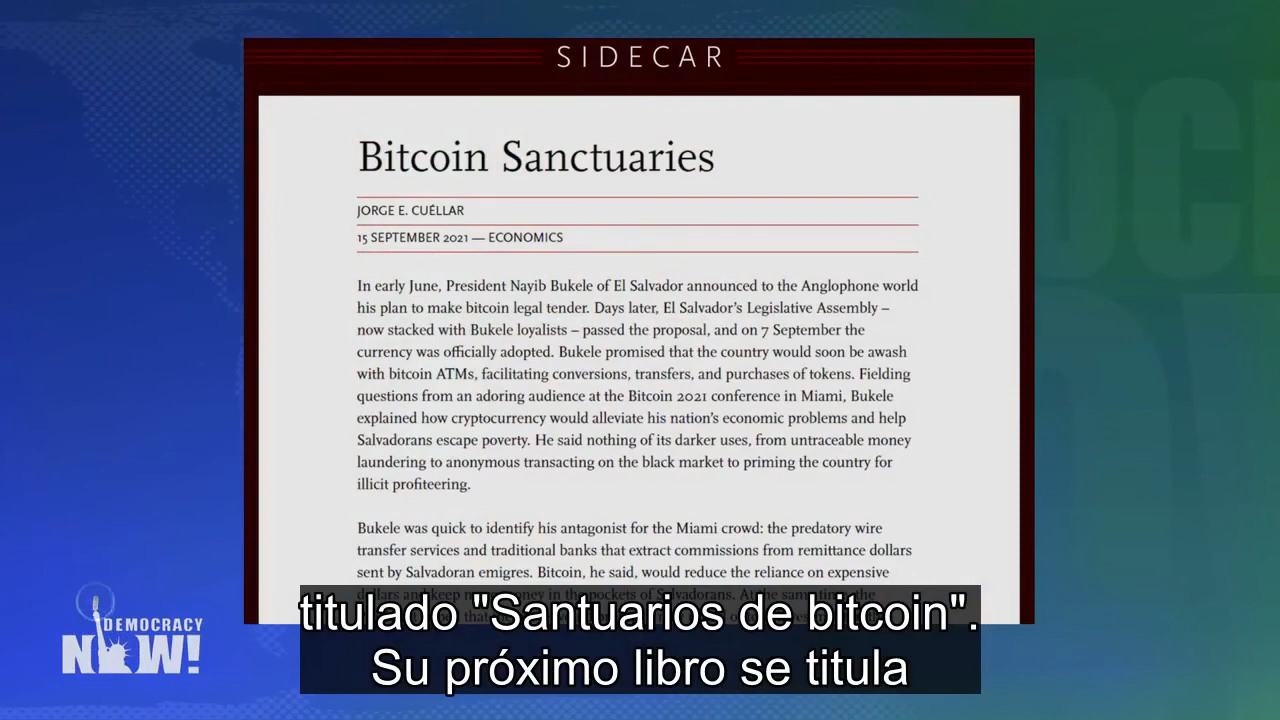 SIDECAR
Bitcoin Sanctuaries
JORGE E. CUÉLLAR
15 SEPTEMBER 2021 — ECONOMICS
In early June, President Nayib Bukele of El Salvador announced to the Anglophone world
his plan to make bitcoin legal tender. Days later, El Salvador's Legislative Assembly –
now stacked with Bukele loyalists – passed the proposal, and on 7 September the
currency was officially adopted. Bukele promised that the country would soon be awash
with bitcoin ATMs, facilitating conversions, transfers, and purchases of tokens. Fielding
questions from an adoring audience at the Bitcoin 2021 conference in Miami, Bukele
explained how cryptocurrency would alleviate his nation's economic problems and help
Salvadorans escape poverty. He said nothing of its darker uses, from untraceable money
laundering to anonymous transacting on the black market to priming the country for
illicit profiteering.
Bukele was quick to identify his antagonist for the Miami crowd: the predatory wire
transfer services and traditional banks that extract commissions from remittance dollars
sent by Salvadoran emigres. Bitcoin, he said, would reduce the reliance on expensive
titulado "Santuarios de bitcoin".
Su próximo libro se titula
DEMOCRACY
NOW!